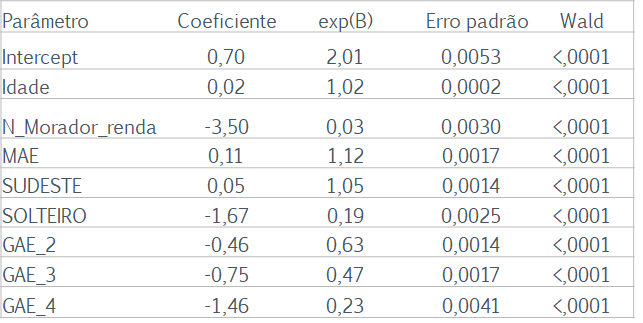 Parâmetro Coeficiente exp(B) Erro padrão Wald
Intercept 0,70 2,01 0,0053 <,0001
Idade 0,02 1,02 0,0002 <,0001
N_Morador_renda -3,50 0,03 0,0030 <,0001
MAE 0,11 1,12 0,0017 <,0001
SUDESTE 0,05 1,05 0,0014 <,0001
SOLTEIRO -1,67 0,19 0,0025 <,0001
GAE_2 -0,46 0,63 0,0014 <,0001
GAE_3 -0,75 0,47 0,0017 <,0001
GAE_4 -1,46 0,23 0,0041 <,0001